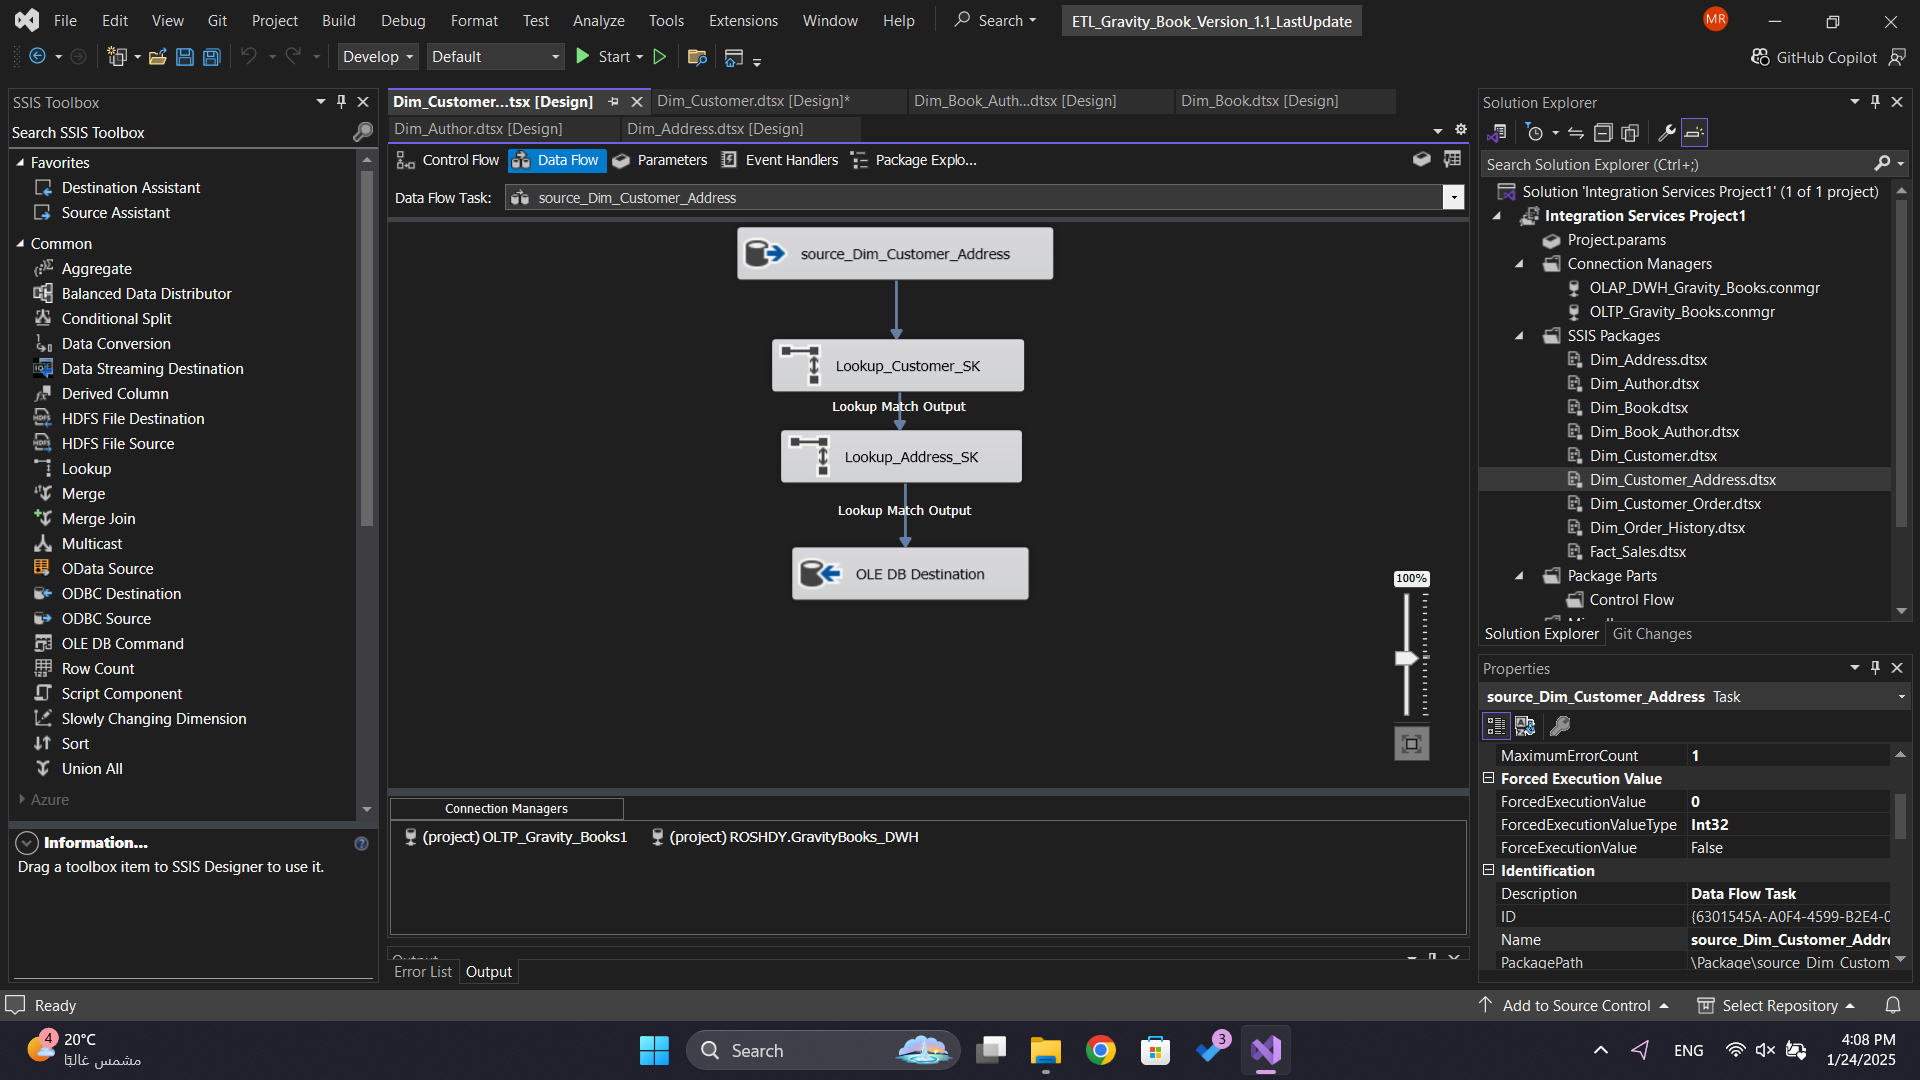 File Edit View Git Project Build Debug Format Test Analyze Tools Extensions Window Help Search ETL_Gravity_Book_Version_1.1_LastUpdate MR
Develop Default Start GitHub Copilot
SSIS Toolbox
Search SSIS Toolbox
Favorites
Destination Assistant
Source Assistant
Common
Aggregate
Balanced Data Distributor
Conditional Split
Data Conversion
Data Streaming Destination
Derived Column
HDFS File Destination
HDFS File Source
Lookup
Merge
Merge Join
Multicast
OData Source
ODBC Destination
ODBC Source
OLE DB Command
Row Count
Script Component
Slowly Changing Dimension
Sort
Union All
Azure
Information...
Drag a toolbox item to SSIS Designer to use it.
Dim_Customer...tsx [Design] Dim_Customer.dtsx [Design]* Dim_Book_Auth...dtsx [Design] Dim_Book.dtsx [Design]
Dim_Author.dtsx [Design] Dim_Address.dtsx [Design]
Control Flow Data Flow Parameters Event Handlers Package Explo...
Data Flow Task: source_Dim_Customer_Address
source_Dim_Customer_Address
Lookup_Customer_SK
Lookup Match Output
Lookup_Address_SK
Lookup Match Output
OLE DB Destination
100%
Connection Managers
(project) OLTP_Gravity_Books1 (project) ROSHDY.GravityBooks_DWH
Output
Error List Output
Solution Explorer
Search Solution Explorer (Ctrl+;)
Solution 'Integration Services Project1' (1 of 1 project)
Integration Services Project1
Project.params
Connection Managers
OLAP_DWH_Gravity_Books.conmgr
OLTP_Gravity_Books.conmgr
SSIS Packages
Dim_Address.dtsx
Dim_Author.dtsx
Dim_Book.dtsx
Dim_Book_Author.dtsx
Dim_Customer.dtsx
Dim_Customer_Address.dtsx
Dim_Customer_Order.dtsx
Dim_Order_History.dtsx
Fact_Sales.dtsx
Package Parts
Control Flow
Solution Explorer Git Changes
Properties
source_Dim_Customer_Address Task
MaximumErrorCount 1
Forced Execution Value
ForcedExecutionValue 0
ForcedExecutionValueType Int32
ForceExecutionValue False
Identification
Description Data Flow Task
ID {6301545A-A0F4-4599-B2E4-0
Name source_Dim_Customer_Addre
PackagePath \Package\source_Dim_Custom
Ready Add to Source Control Select Repository
4 20°C
مشمس غالبًا
Search
3
ENG
4:08 PM
1/24/2025